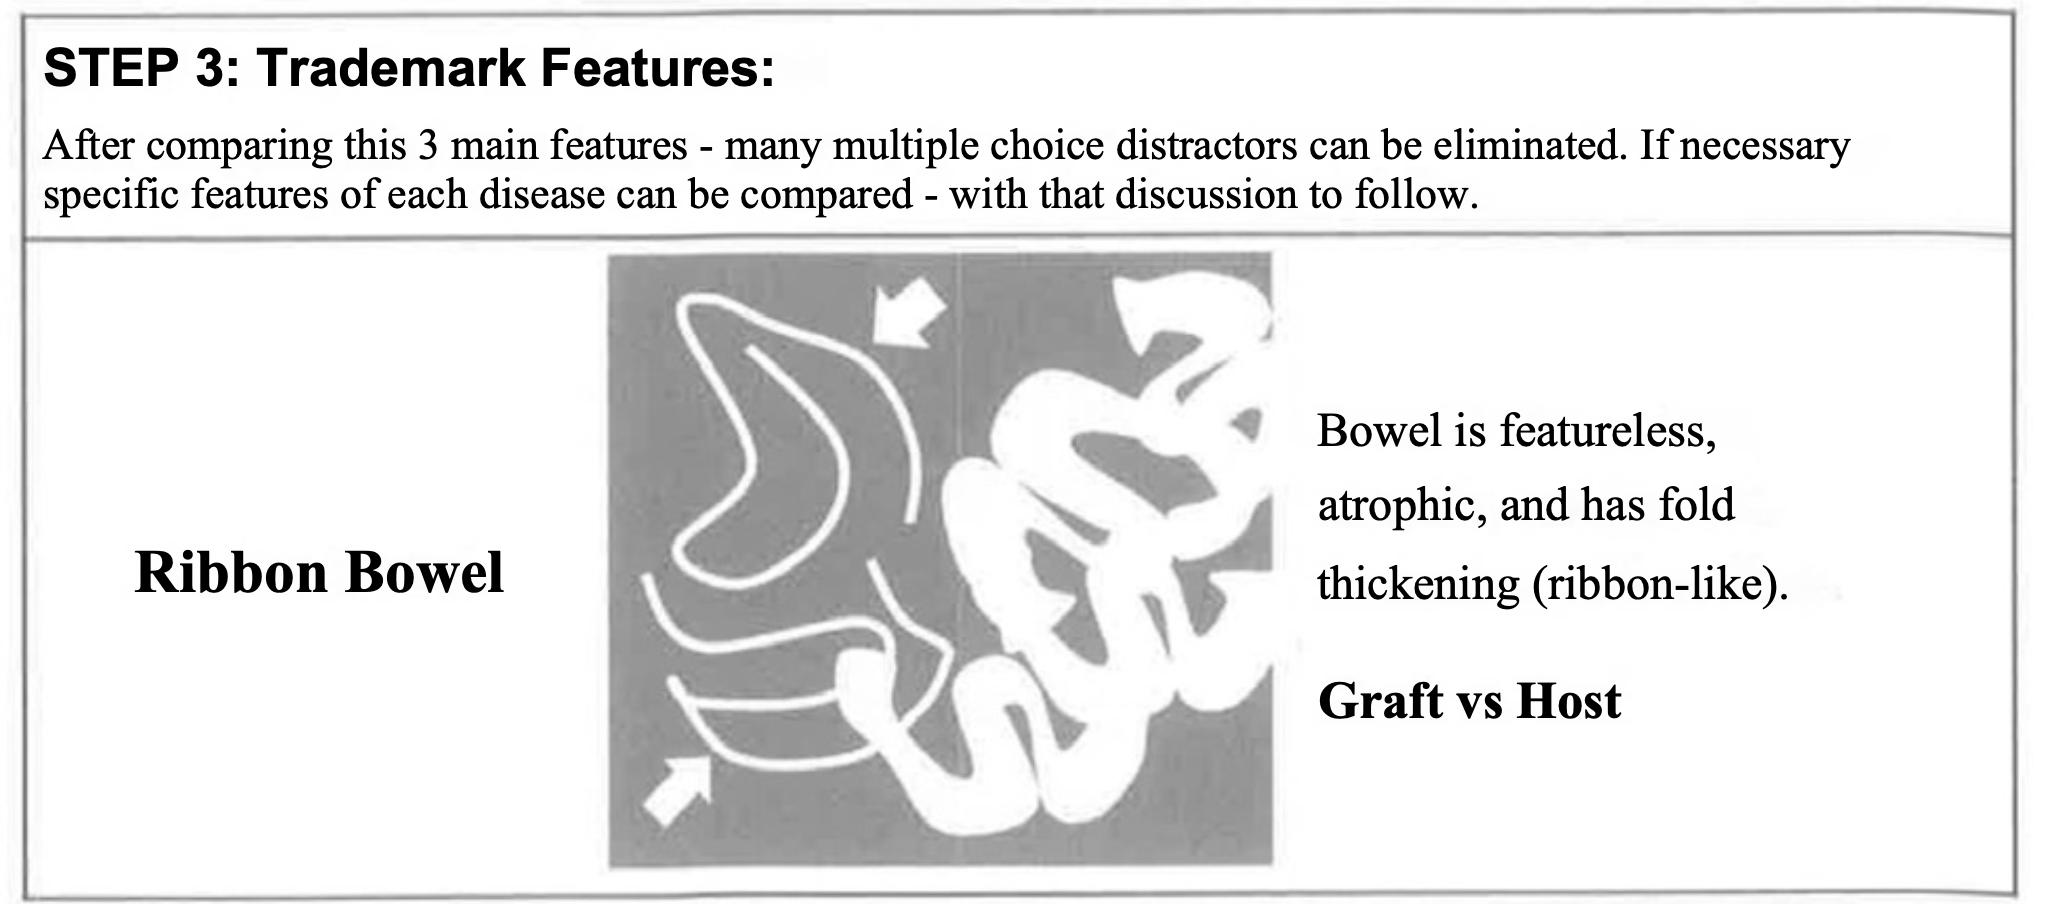 STEP 3: Trademark Features:
After comparing this 3 main features - many multiple choice distractors can be eliminated. If necessary
specific features of each disease can be compared - with that discussion to follow.
Ribbon Bowel
Bowel is featureless,
atrophic, and has fold
thickening (ribbon-like).
Graft vs Host